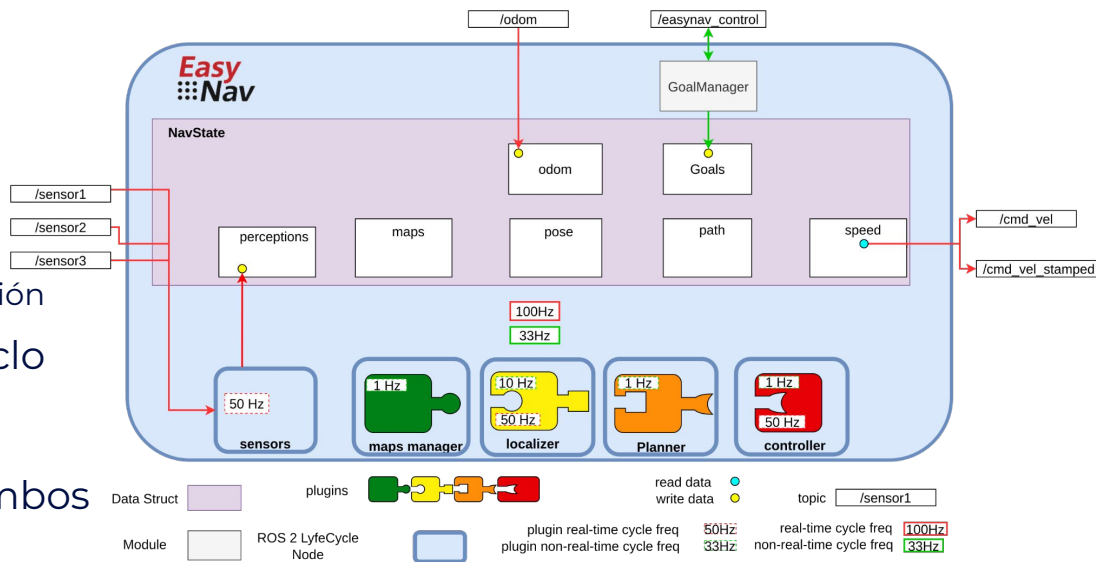 /odom
/easynav_control
Easy
Nav
GoalManager
NavState
odom
Goals
/sensor1
/sensor2
/sensor3
perceptions
maps
pose
path
speed
/cmd_vel
/cmd_vel_stamped
ión
clo
mbos
100Hz
33Hz
50 Hz
sensors
1 Hz
maps manager
10 Hz
50 Hz
localizer
1 Hz
Planner
1 Hz
50 Hz
controller
Data Struct
plugins
read data
write data
topic
/sensor1
Module
ROS 2 LyfeCycle
Node
plugin real-time cycle freq
50Hz
real-time cycle freq
100Hz
plugin non-real-time cycle freq
33Hz
non-real-time cycle freq
33Hz